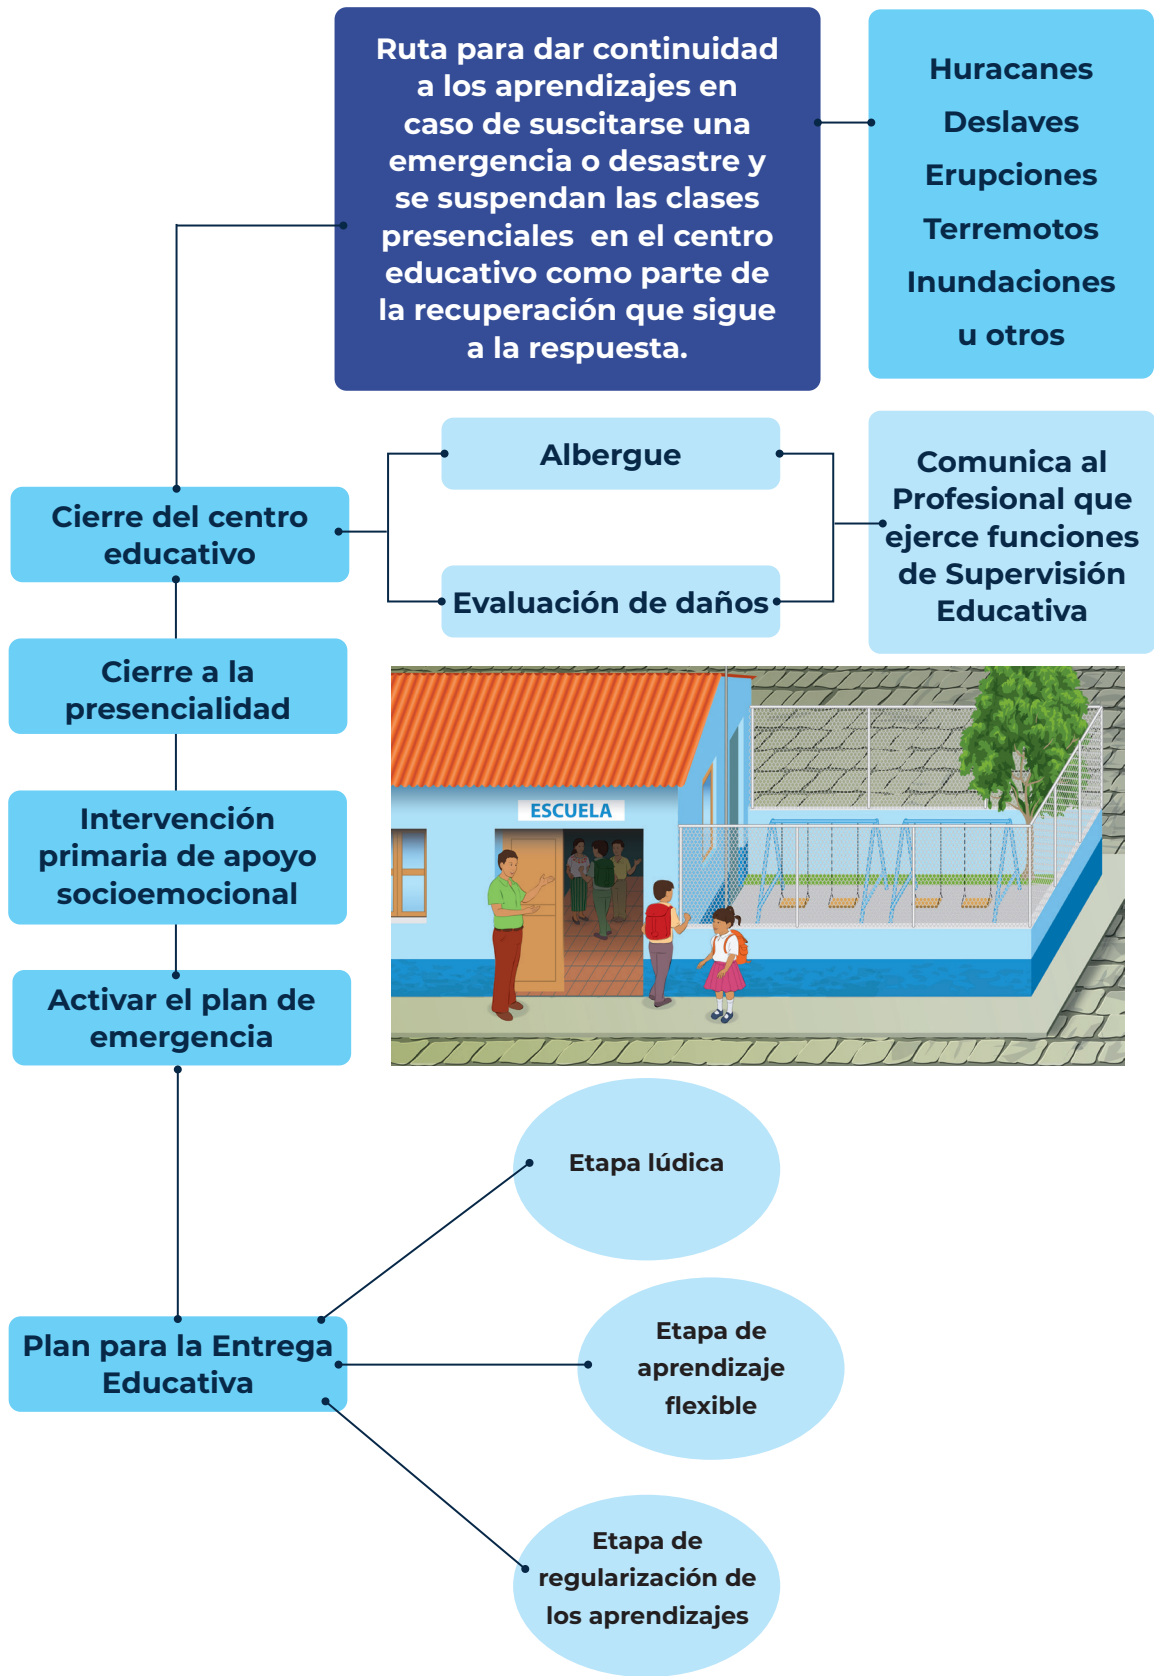 Ruta para dar continuidad
a los aprendizajes en
caso de suscitarse una
emergencia o desastre y
se suspendan las clases
presenciales en el centro
educativo como parte de
la recuperación que sigue
a la respuesta.
Huracanes
Deslaves
Erupciones
Terremotos
Inundaciones
u otros
Cierre del centro
educativo
Albergue
Evaluación de daños
Comunica al
Profesional que
ejerce funciones
de Supervisión
Educativa
Cierre a la
presencialidad
Intervención
primaria de apoyo
socioemocional
Activar el plan de
emergencia
ESCUELA
Plan para la Entrega
Educativa
Etapa lúdica
Etapa de
aprendizaje
flexible
Etapa de
regularización de
los aprendizajes